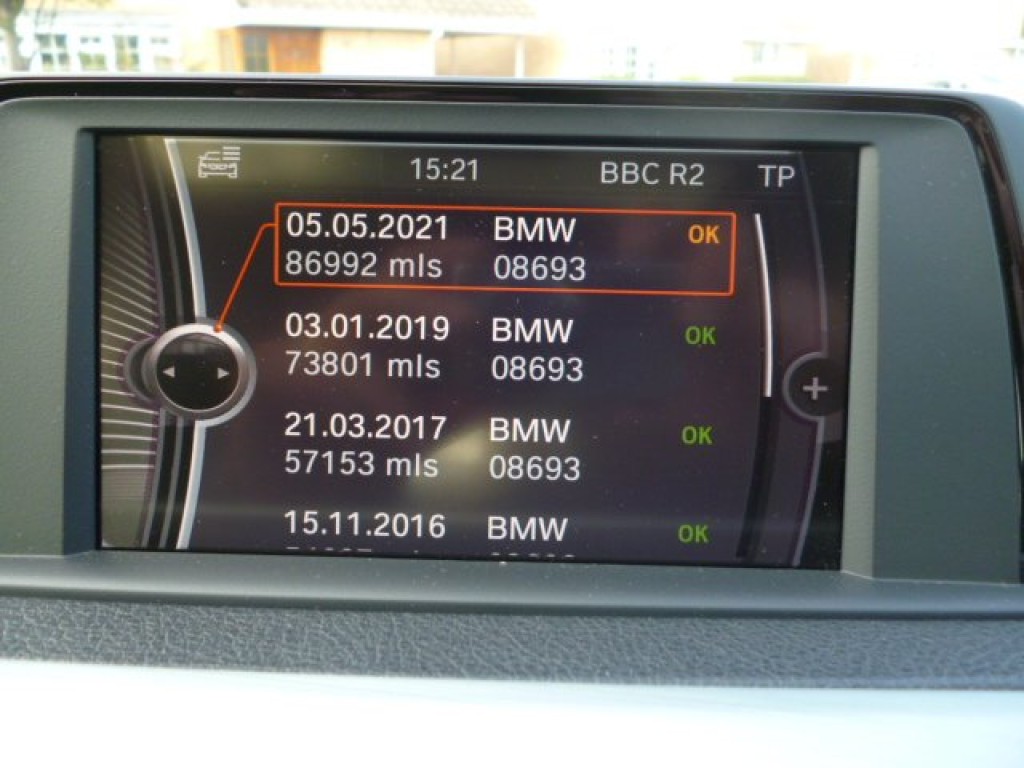 15:21 BBC R2 TP
05.05.2021 BMW OK
86992 mls 08693
03.01.2019 BMW OK
73801 mls 08693
21.03.2017 BMW OK
57153 mls 08693
15.11.2016 BMW OK